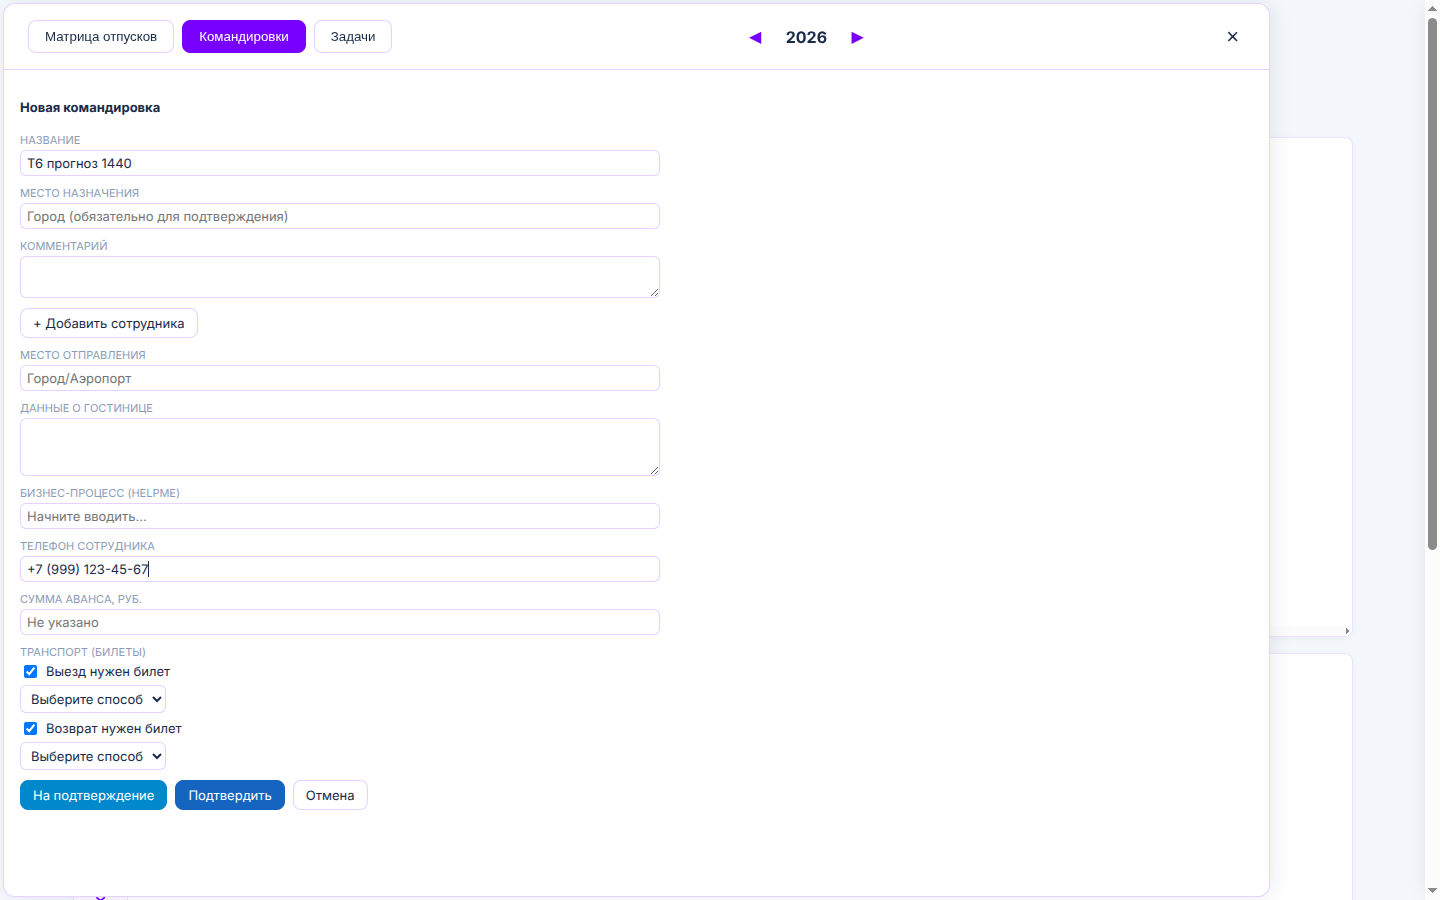 Матрица отпусков Командировки Задачи ◀ 2026 ▶ ×
Новая командировка
НАЗВАНИЕ
Т6 прогноз 1440
МЕСТО НАЗНАЧЕНИЯ
Город (обязательно для подтверждения)
КОММЕНТАРИЙ
+ Добавить сотрудника
МЕСТО ОТПРАВЛЕНИЯ
Город/Аэропорт
ДАННЫЕ О ГОСТИНИЦЕ
БИЗНЕС-ПРОЦЕСС (HELPME)
Начните вводить...
ТЕЛЕФОН СОТРУДНИКА
+7 (999) 123-45-67
СУММА АВАНСА, РУБ.
Не указано
ТРАНСПОРТ (БИЛЕТЫ)
Выезд нужен билет
Выберите способ
Возврат нужен билет
Выберите способ
На подтверждение Подтвердить Отмена